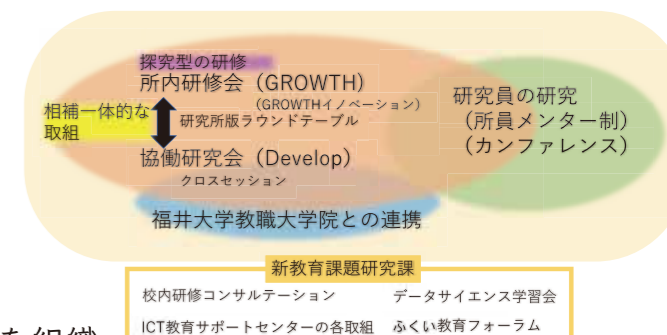 探究型の研修
所内研修会（GROWTH）
（GROWTHイノベーション）
相補一体的な
取組
研究所版ラウンドテーブル
協働研究会（Develop）
クロスセッション
研究員の研究
（所員メンター制）
（カンファレンス）
福井大学教職大学院との連携
新教育課題研究課
校内研修コンサルテーション
データサイエンス学習会
ICT教育サポートセンターの各取組
ふくい教育フォーラム
を組織